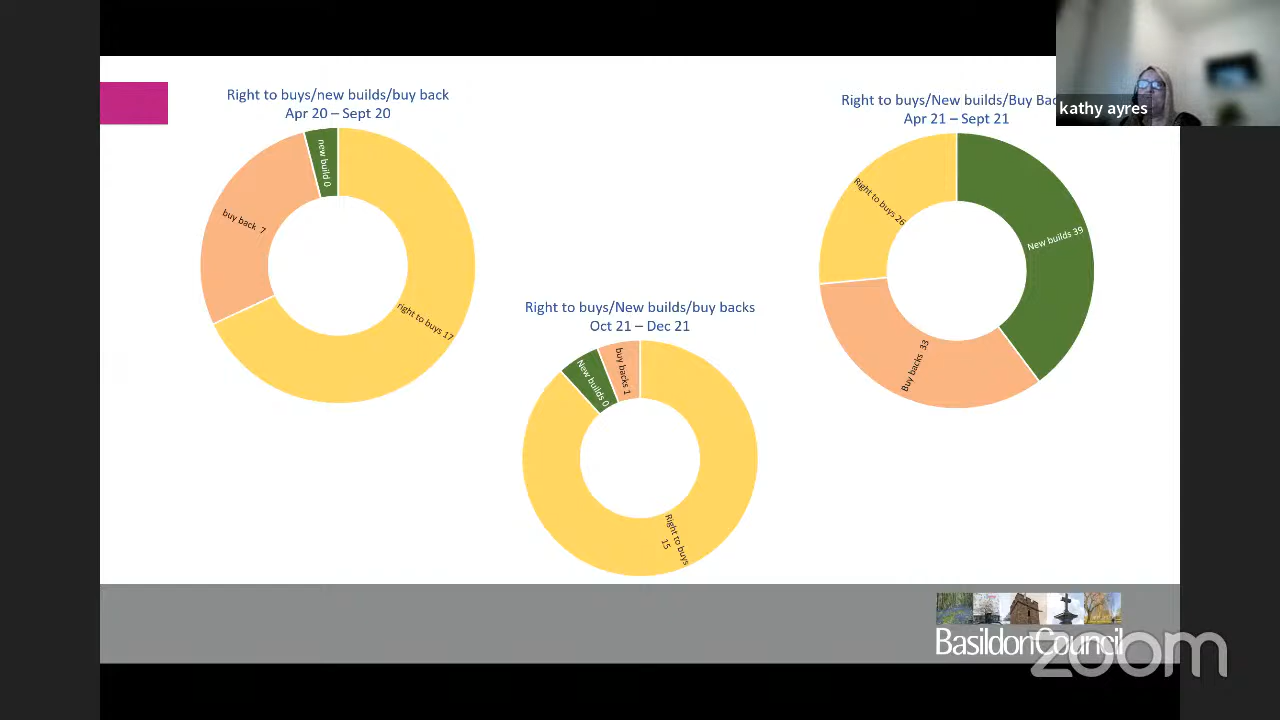 Right to buys/new builds/buy back
Apr 20 – Sept 20
new build 0
buy back 7
right to buys 17
Right to buys/New builds/buy backs
Oct 21 – Dec 21
New builds 0
buy backs 1
Right to buys
15
Right to buys/New Builds/Buy
Apr 21 – Sept 21
Right to buys 26
New builds 39
Buy backs 33
kathy ayres
BasildonCouncil
zoom